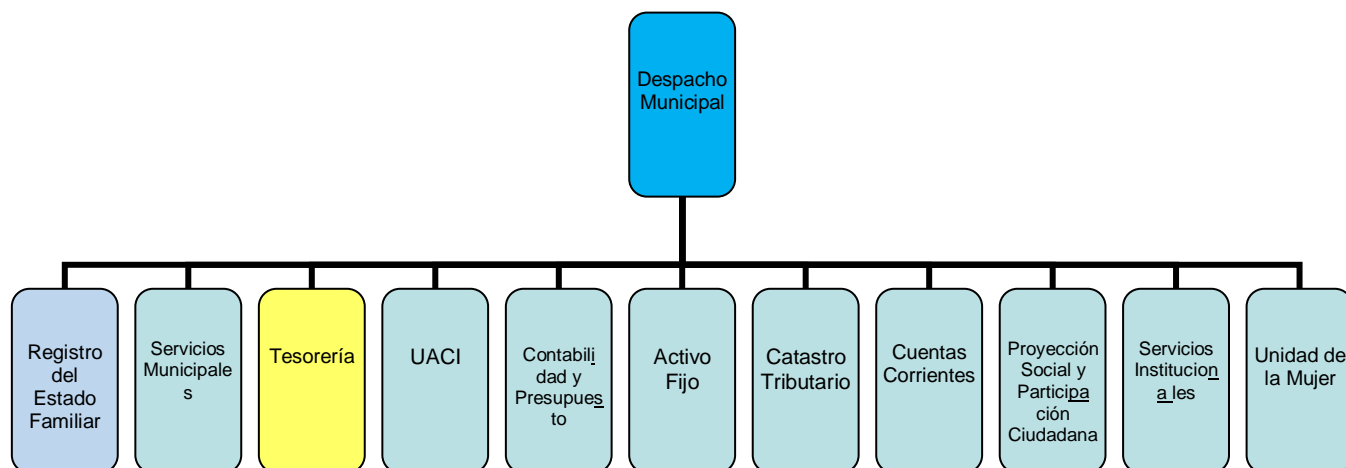 Despacho
Municipal
Registro
del
Estado
Familiar
Servicios
Municipale
s
Tesorería
UACI
Contabili
dad y
Presupues
to
Activo
Fijo
Catastro
Tributario
Cuentas
Corrientes
Proyección
Social y
Participa
ción
Ciudadana
Servicios
Institucion
a les
Unidad de
la Mujer